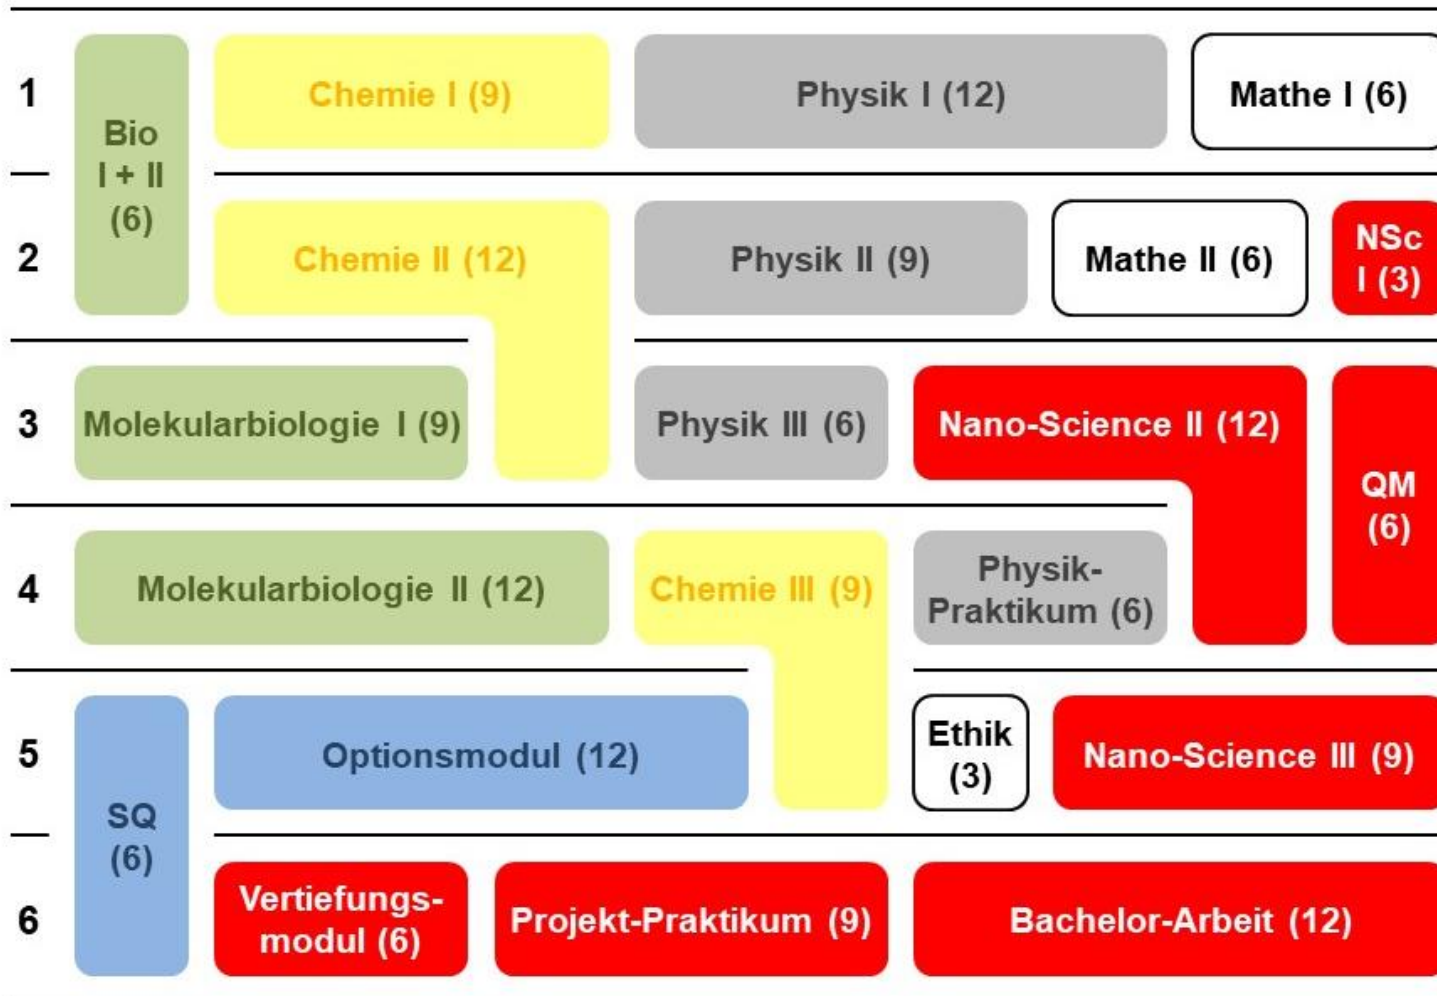 1
Bio
I + II
(6)
Chemie I (9)
Physik I (12)
Mathe I (6)
2
Chemie II (12)
Physik II (9)
Mathe II (6)
NSc
I (3)
3
Molekularbiologie I (9)
Physik III (6)
Nano-Science II (12)
QM
(6)
4
Molekularbiologie II (12)
Chemie III (9)
Physik-
Praktikum (6)
5
SQ
(6)
Optionsmodul (12)
Ethik
(3)
Nano-Science III (9)
6
Vertiefungs-
modul (6)
Projekt-Praktikum (9)
Bachelor-Arbeit (12)